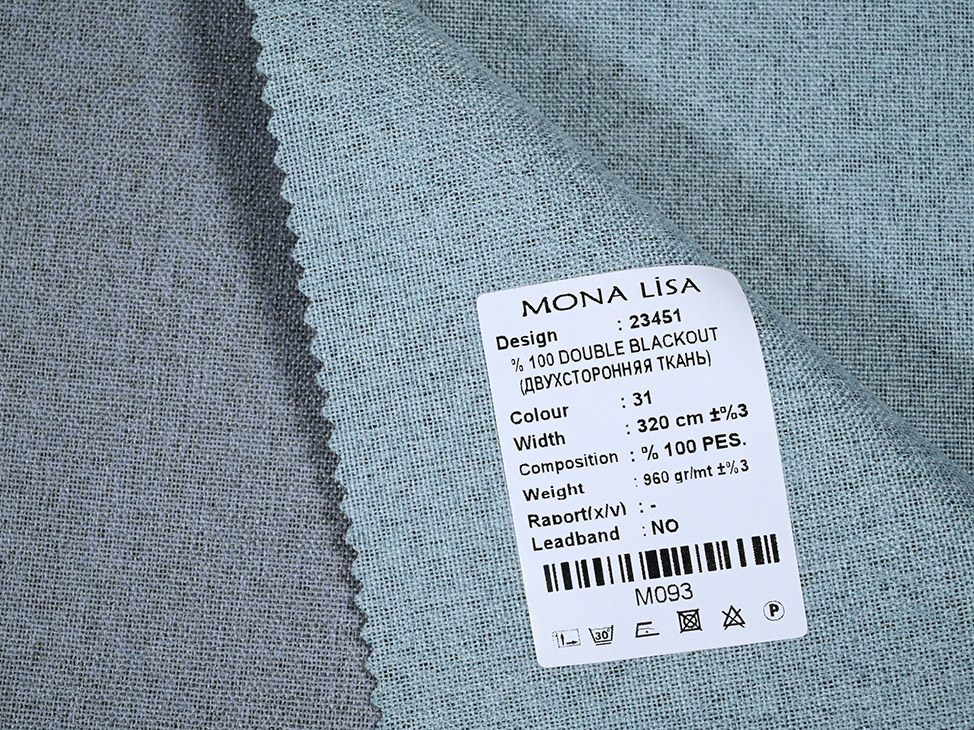 MONA LİSA
Design : 23451
% 100 DOUBLE BLACKOUT
(ДВУХСТОРОННЯЯ ТКАНЬ)
Colour : 31
Width : 320 cm ±%3
Composition : % 100 PES.
Weight : 960 gr/mt ±%3
Raport(x/y) : -
Leadband : NO
M093
30°
P